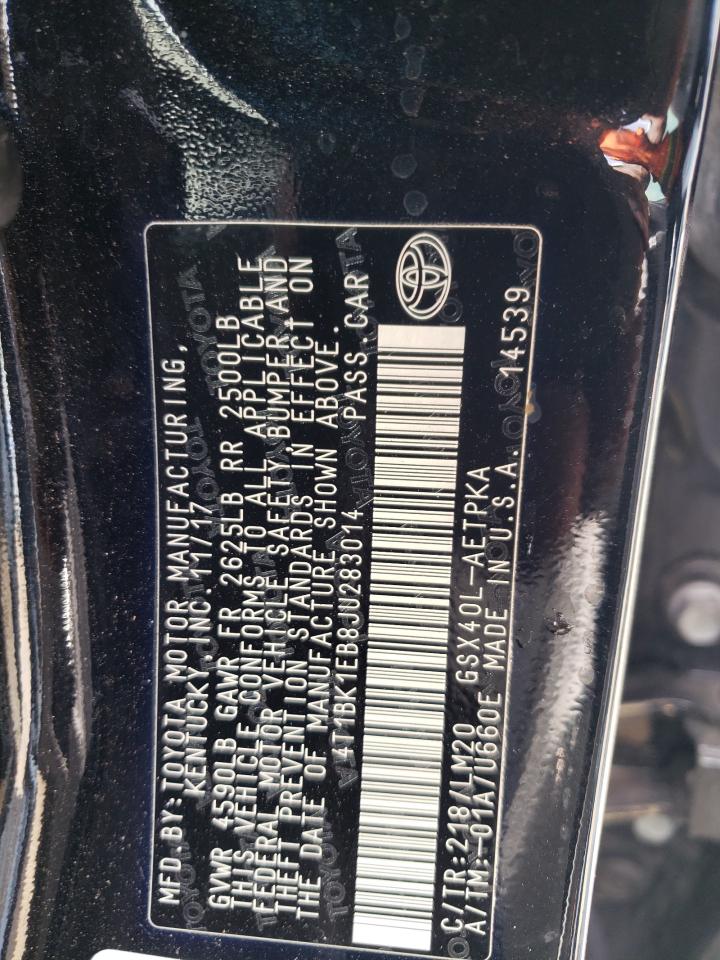 MFD.BY:TOYOTA MOTOR MANUFACTURING,
KENTUCKY,INC. 11/17
GVWR 4590LB GAWR FR 2625LB RR 2500LB
THIS VEHICLE CONFORMS TO ALL APPLICABLE
FEDERAL MOTOR VEHICLE SAFETY,BUMPER,AND
THEFT PREVENTION STANDARDS IN EFFECT ON
THE DATE OF MANUFACTURE SHOWN ABOVE.
4T1BK1EB8JU283014 PASS.CAR
C/TR:218/LM20 GSX40L-AETPKA
A/TM:-01A/U660E MADE IN U.S.A. 14539